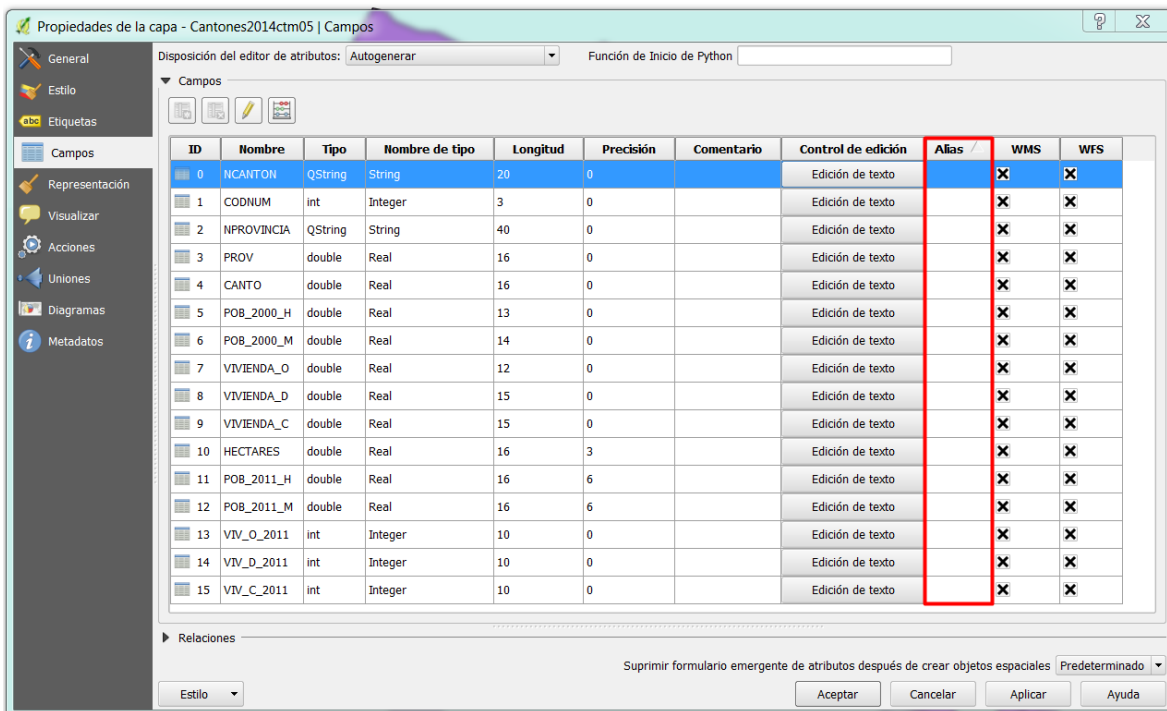 Propiedades de la capa - Cantones2014ctm05 | Campos
General
Estilo
abc Etiquetas
Campos
Representación
Visualizar
Acciones
Uniones
Diagramas
Metadatos
Disposición del editor de atributos: Autogenerar Función de Inicio de Python
Campos
ID Nombre Tipo Nombre de tipo Longitud Precisión Comentario Control de edición Alias WMS WFS
0 NCANTON QString String 20 0 Edición de texto
1 CODNUM int Integer 3 0 Edición de texto
2 NPROVINCIA QString String 40 0 Edición de texto
3 PROV double Real 16 0 Edición de texto
4 CANTO double Real 16 0 Edición de texto
5 POB_2000_H double Real 13 0 Edición de texto
6 POB_2000_M double Real 14 0 Edición de texto
7 VIVIENDA_O double Real 12 0 Edición de texto
8 VIVIENDA_D double Real 15 0 Edición de texto
9 VIVIENDA_C double Real 15 0 Edición de texto
10 HECTARES double Real 16 3 Edición de texto
11 POB_2011_H double Real 16 6 Edición de texto
12 POB_2011_M double Real 16 6 Edición de texto
13 VIV_O_2011 int Integer 10 0 Edición de texto
14 VIV_D_2011 int Integer 10 0 Edición de texto
15 VIV_C_2011 int Integer 10 0 Edición de texto
Relaciones
Suprimir formulario emergente de atributos después de crear objetos espaciales Predeterminado
Estilo Aceptar Cancelar Aplicar Ayuda